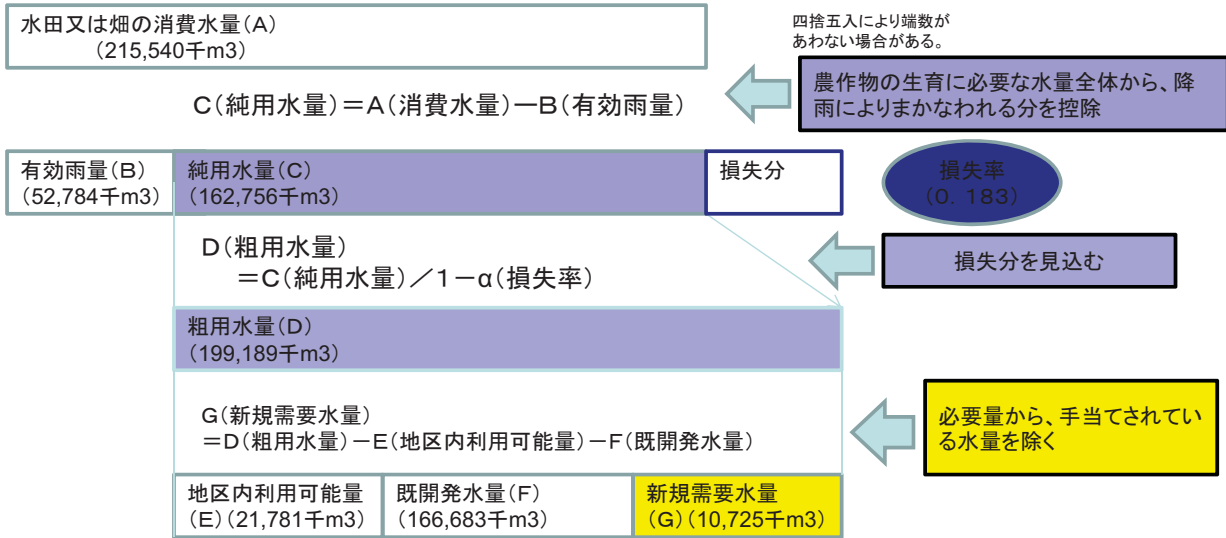 水田又は畑の消費水量(A)
(215,540千m3)
四捨五入により端数が
あわない場合がある。
農作物の生育に必要な水量全体から、降
雨によりまかなわれる分を控除
C(純用水量)=A(消費水量)-B(有効雨量)
有効雨量(B)
(52,784千m3)
純用水量(C)
(162,756千m3)
損失分
損失率
(0.183)
D(粗用水量)
=C(純用水量)/1-α(損失率)
損失分を見込む
粗用水量(D)
(199,189千m3)
G(新規需要水量)
=D(粗用水量)-E(地区内利用可能量)-F(既開発水量)
必要量から、手当てされてい
る水量を除く
地区内利用可能量
(E)(21,781千m3)
既開発水量(F)
(166,683千m3)
新規需要水量
(G)(10,725千m3)